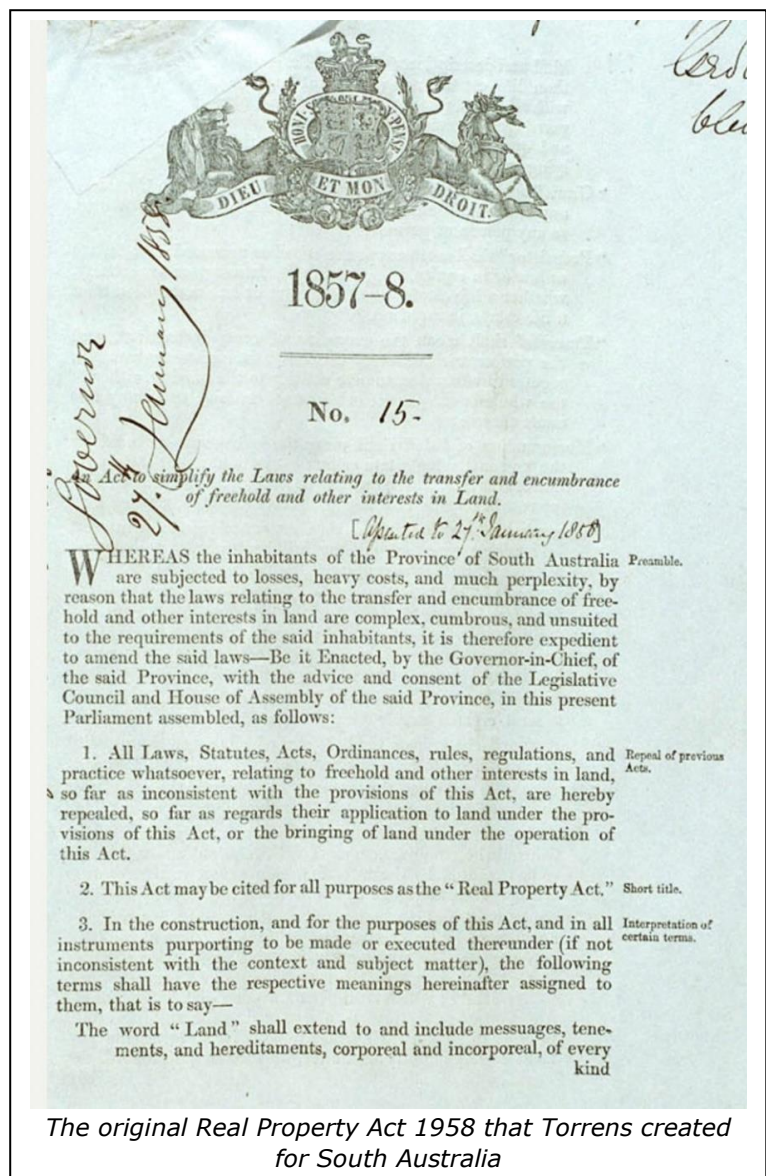 HONI SOIT Y PENSE
DIEU ET MON DROIT.
1857–8.
Governor
27th January 1858.
No. 15.
An Act to simplify the Laws relating to the transfer and encumbrance
of freehold and other interests in Land.
[Assented to 27th January 1858]
WHEREAS the inhabitants of the Province of South Australia Preamble.
are subjected to losses, heavy costs, and much perplexity, by
reason that the laws relating to the transfer and encumbrance of free-
hold and other interests in land are complex, cumbrous, and unsuited
to the requirements of the said inhabitants, it is therefore expedient
to amend the said laws—Be it Enacted, by the Governor-in-Chief, of
the said Province, with the advice and consent of the Legislative
Council and House of Assembly of the said Province, in this present
Parliament assembled, as follows:
1. All Laws, Statutes, Acts, Ordinances, rules, regulations, and Repeal of previous
practice whatsoever, relating to freehold and other interests in land, Acts.
so far as inconsistent with the provisions of this Act, are hereby
repealed, so far as regards their application to land under the pro-
visions of this Act, or the bringing of land under the operation of
this Act.
2. This Act may be cited for all purposes as the “Real Property Act.” Short title.
3. In the construction, and for the purposes of this Act, and in all Interpretation of
instruments purporting to be made or executed thereunder (if not certain terms.
inconsistent with the context and subject matter), the following
terms shall have the respective meanings hereinafter assigned to
them, that is to say—
The word “Land” shall extend to and include messuages, tene-
ments, and hereditaments, corporeal and incorporeal, of every
kind
The original Real Property Act 1958 that Torrens created
for South Australia